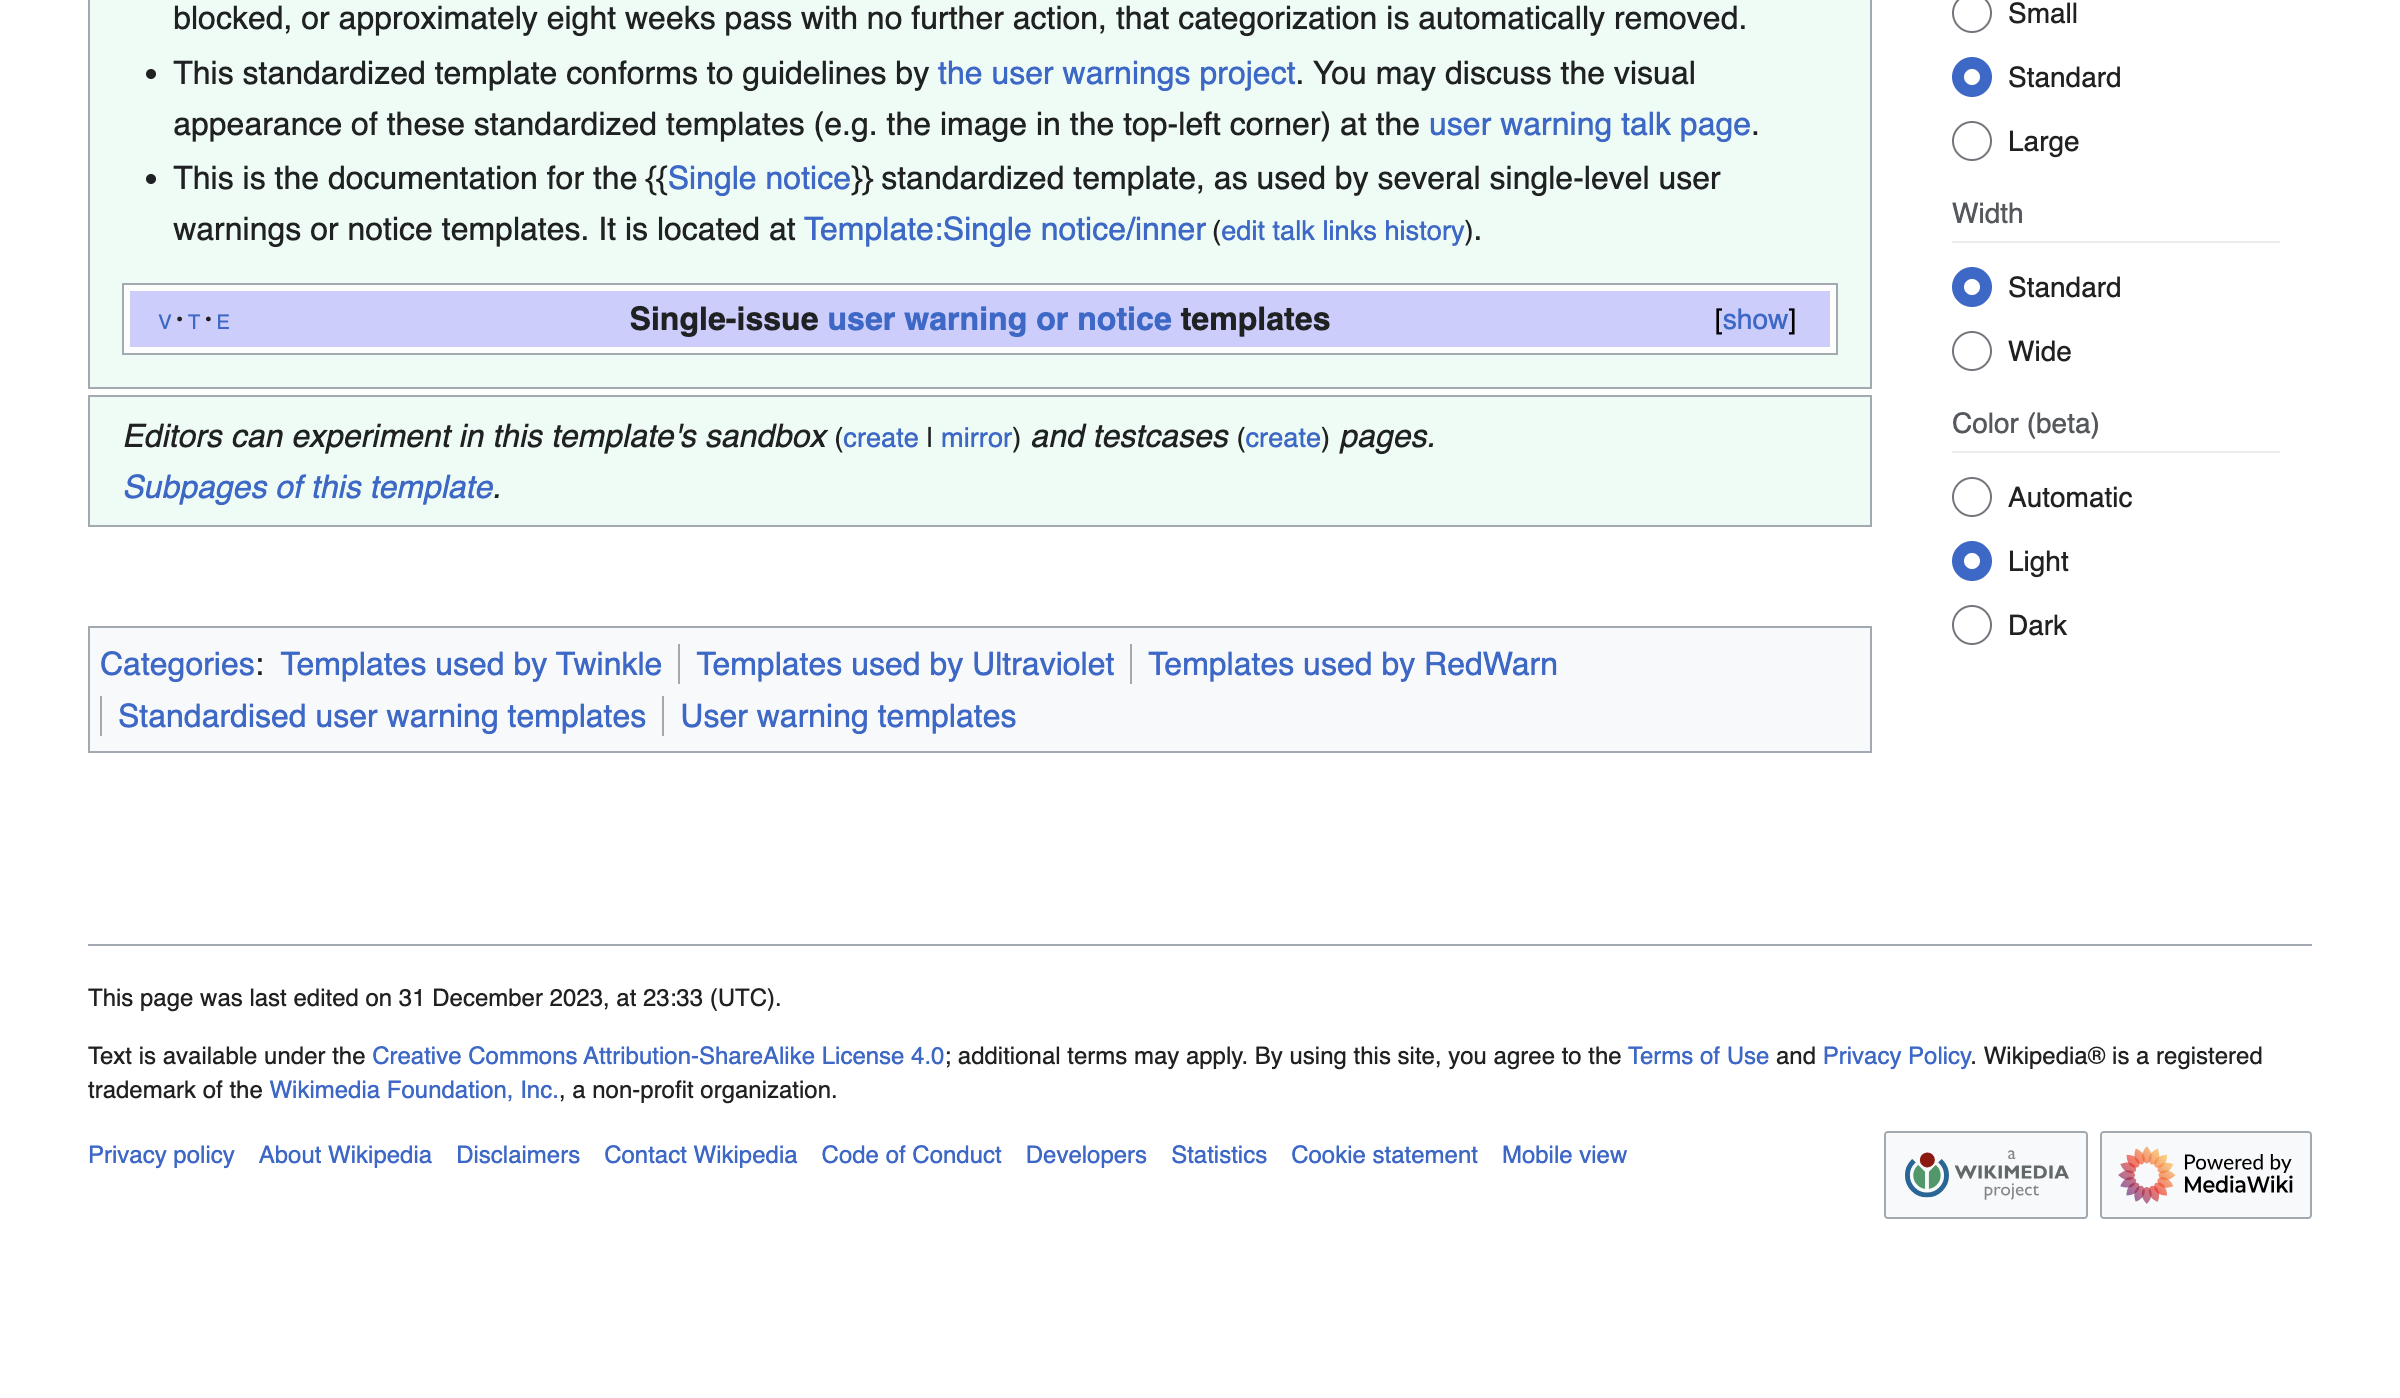 blocked, or approximately eight weeks pass with no further action, that categorization is automatically removed.
• This standardized template conforms to guidelines by the user warnings project. You may discuss the visual
appearance of these standardized templates (e.g. the image in the top-left corner) at the user warning talk page.
• This is the documentation for the {{Single notice}} standardized template, as used by several single-level user
warnings or notice templates. It is located at Template:Single notice/inner (edit talk links history).
V · T · E
Single-issue user warning or notice templates
[show]
Editors can experiment in this template's sandbox (create | mirror) and testcases (create) pages.
Subpages of this template.
Categories: Templates used by Twinkle | Templates used by Ultraviolet | Templates used by RedWarn
| Standardised user warning templates | User warning templates
Small
Standard
Large
Width
Standard
Wide
Color (beta)
Automatic
Light
Dark
This page was last edited on 31 December 2023, at 23:33 (UTC).
Text is available under the Creative Commons Attribution-ShareAlike License 4.0; additional terms may apply. By using this site, you agree to the Terms of Use and Privacy Policy. Wikipedia® is a registered
trademark of the Wikimedia Foundation, Inc., a non-profit organization.
Privacy policy About Wikipedia Disclaimers Contact Wikipedia Code of Conduct Developers Statistics Cookie statement Mobile view
a
WIKIMEDIA
project
Powered by
MediaWiki